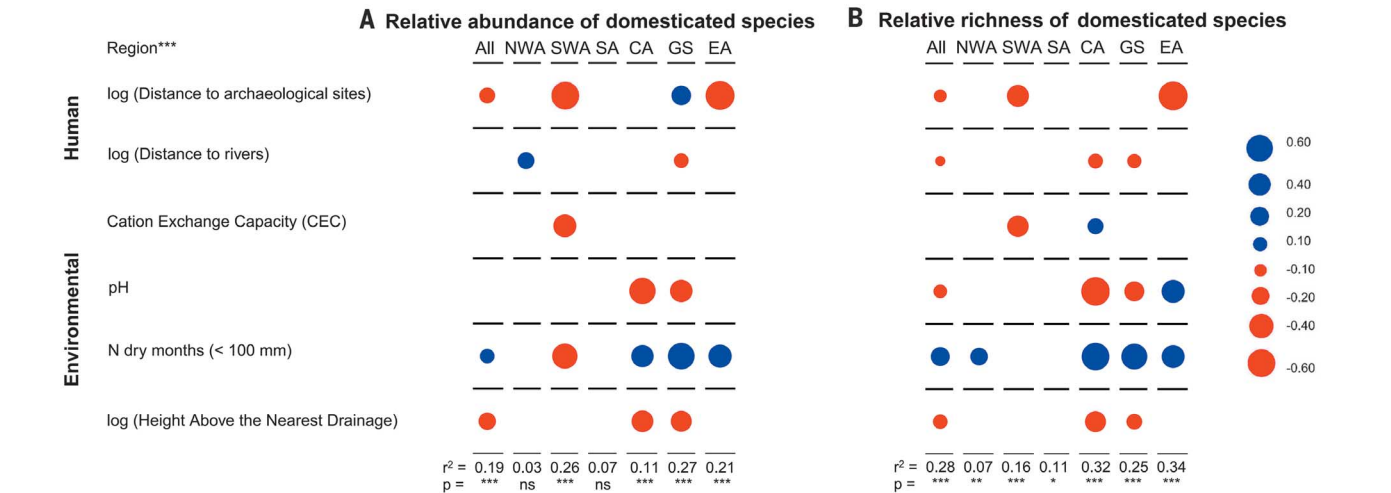 A Relative abundance of domesticated species
B Relative richness of domesticated species
Region***
All NWA SWA SA CA GS EA
All NWA SWA SA CA GS EA
Human
log (Distance to archaeological sites)
log (Distance to rivers)
Environmental
Cation Exchange Capacity (CEC)
pH
N dry months (< 100 mm)
log (Height Above the Nearest Drainage)
0.60
0.40
0.20
0.10
-0.10
-0.20
-0.40
-0.60
r² = 0.19 0.03 0.26 0.07 0.11 0.27 0.21
p = *** ns *** ns *** *** ***
r² = 0.28 0.07 0.16 0.11 0.32 0.25 0.34
p = *** ** *** * *** *** ***